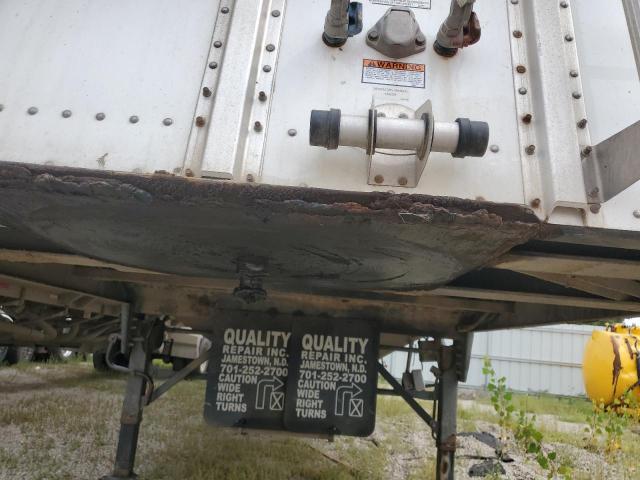 WARNING
QUALITY
REPAIR INC.
JAMESTOWN, N.D.
701-252-2700
CAUTION
WIDE
RIGHT
TURNS
QUALITY
REPAIR INC.
JAMESTOWN, N.D.
701-252-2700
CAUTION
WIDE
RIGHT
TURNS